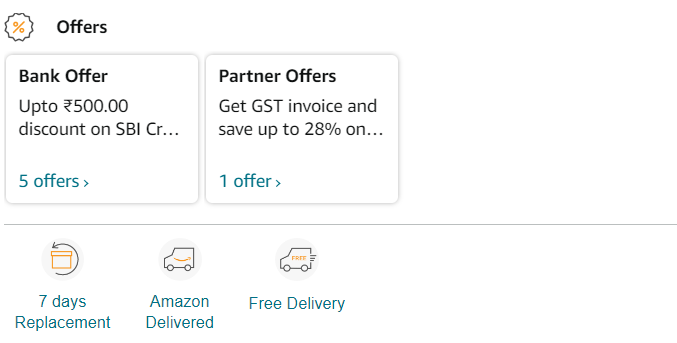 %
Offers
Bank Offer
Upto ₹500.00
discount on SBI Cr...
5 offers ›
Partner Offers
Get GST invoice and
save up to 28% on...
1 offer ›
7 days
Replacement
Amazon
Delivered
FREE
Free Delivery